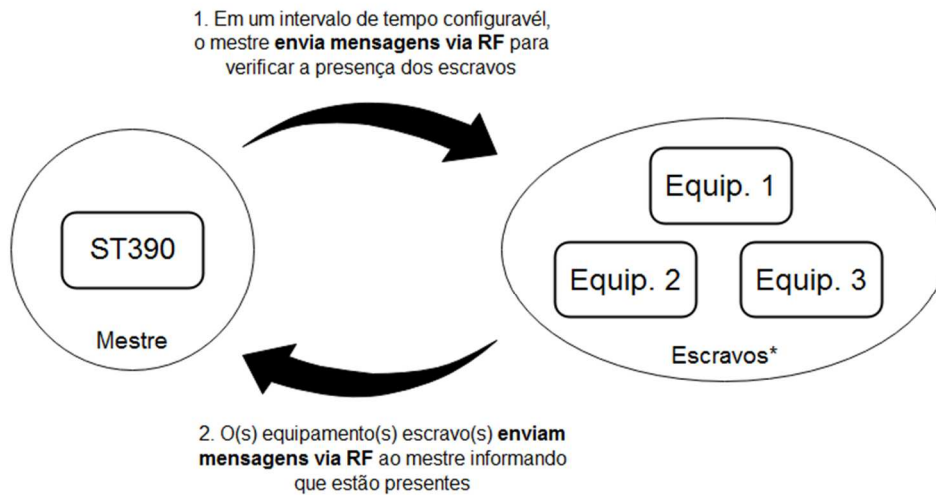 1. Em um intervalo de tempo configuravél,
o mestre envia mensagens via RF para
verificar a presença dos escravos
ST390
Mestre
Equip. 1
Equip. 2
Equip. 3
Escravos*
2. O(s) equipamento(s) escravo(s) enviam
mensagens via RF ao mestre informando
que estão presentes